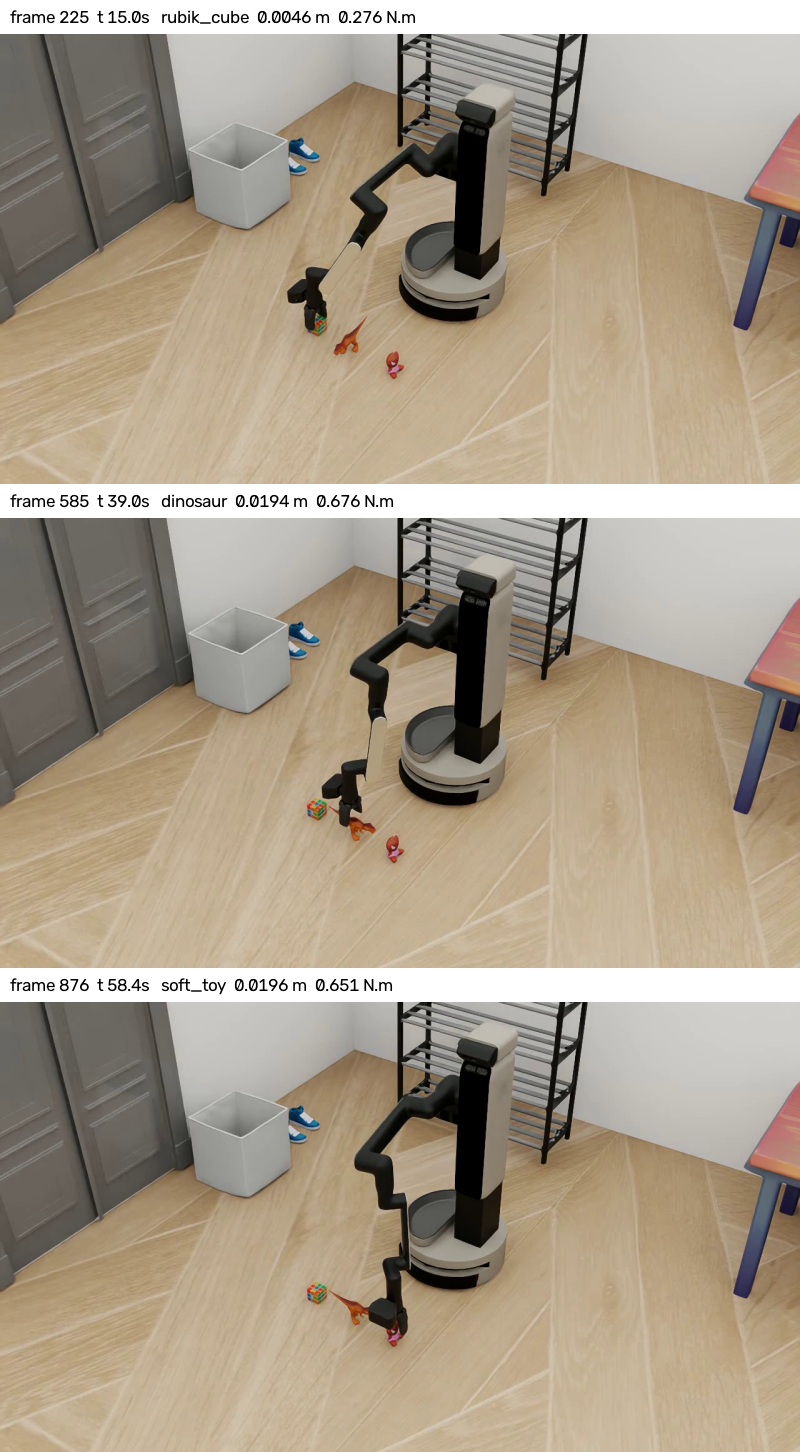 frame 225 t 15.0s rubik_cube 0.0046 m 0.276 N.m
frame 585 t 39.0s dinosaur 0.0194 m 0.676 N.m
frame 876 t 58.4s soft_toy 0.0196 m 0.651 N.m